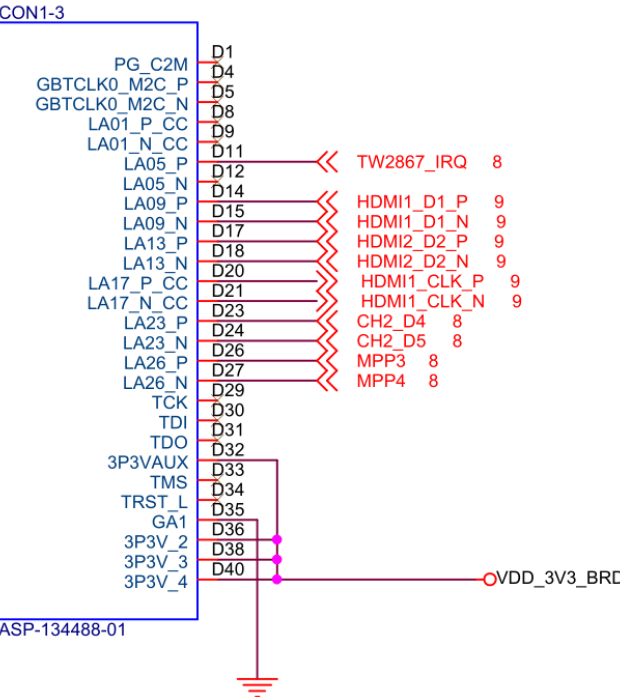 CON1-3
D1
PG_C2M
D4
GBTCLK0_M2C_P
D5
GBTCLK0_M2C_N
D8
LA01_P_CC
D9
LA01_N_CC
D11
LA05_P TW2867_IRQ 8
D12
LA05_N
D14
LA09_P HDMI1_D1_P 9
D15
LA09_N HDMI1_D1_N 9
D17
LA13_P HDMI2_D2_P 9
D18
LA13_N HDMI2_D2_N 9
D20
LA17_P_CC HDMI1_CLK_P 9
D21
LA17_N_CC HDMI1_CLK_N 9
D23
LA23_P CH2_D4 8
D24
LA23_N CH2_D5 8
D26
LA26_P MPP3 8
D27
LA26_N MPP4 8
D29
TCK
D30
TDI
D31
TDO
D32
3P3VAUX
D33
TMS
D34
TRST_L
D35
GA1
D36
3P3V_2
D38
3P3V_3
D40
3P3V_4 VDD_3V3_BRD
ASP-134488-01